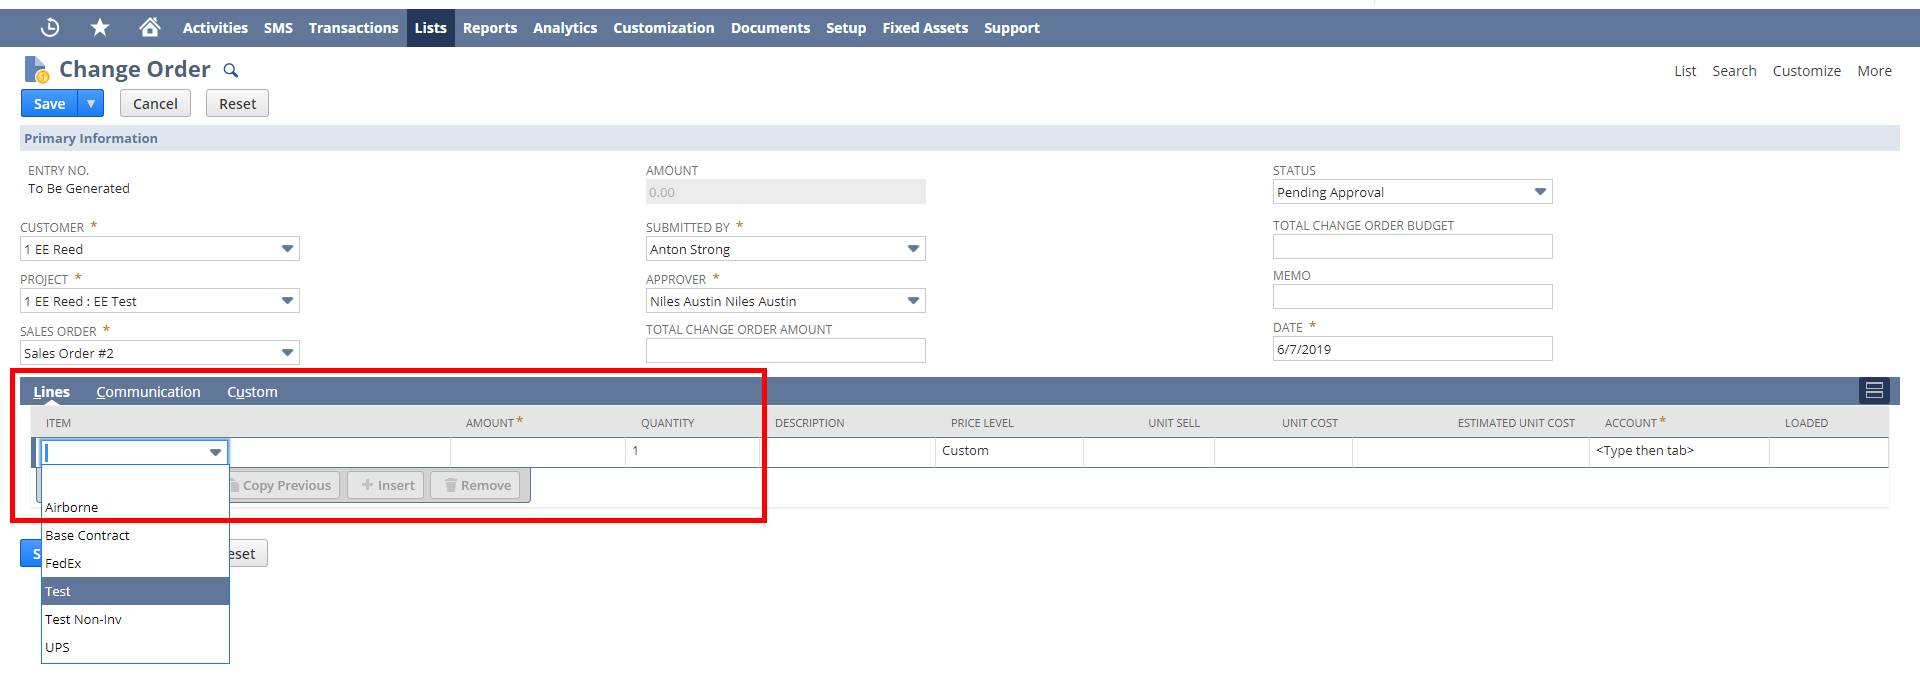 Activities SMS Transactions Lists Reports Analytics Customization Documents Setup Fixed Assets Support
Change Order
List Search Customize More
Save Cancel Reset
Primary Information
ENTRY NO.
To Be Generated
CUSTOMER *
1 EE Reed
PROJECT *
1 EE Reed : EE Test
SALES ORDER *
Sales Order #2
AMOUNT
0.00
SUBMITTED BY *
Anton Strong
APPROVER *
Niles Austin Niles Austin
TOTAL CHANGE ORDER AMOUNT
STATUS
Pending Approval
TOTAL CHANGE ORDER BUDGET
MEMO
DATE *
6/7/2019
Lines Communication Custom
ITEM AMOUNT* QUANTITY DESCRIPTION PRICE LEVEL UNIT SELL UNIT COST ESTIMATED UNIT COST ACCOUNT* LOADED
1 Custom <Type then tab>
Copy Previous + Insert Remove
Airborne
Base Contract
FedEx
Test
Test Non-Inv
UPS
S eset